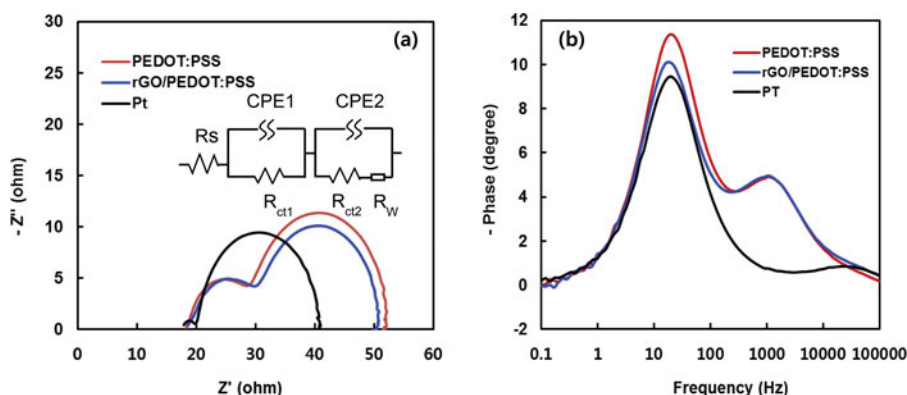 (a)
PEDOT:PSS
rGO/PEDOT:PSS
Pt
CPE1 CPE2
Rs
Rct1 Rct2 RW
- Z'' (ohm)
30
25
20
15
10
5
0
0 10 20 30 40 50 60
Z' (ohm)
(b)
PEDOT:PSS
rGO/PEDOT:PSS
PT
- Phase (degree)
12
10
8
6
4
2
0
-2
0.1 1 10 100 1000 10000 100000
Frequency (Hz)